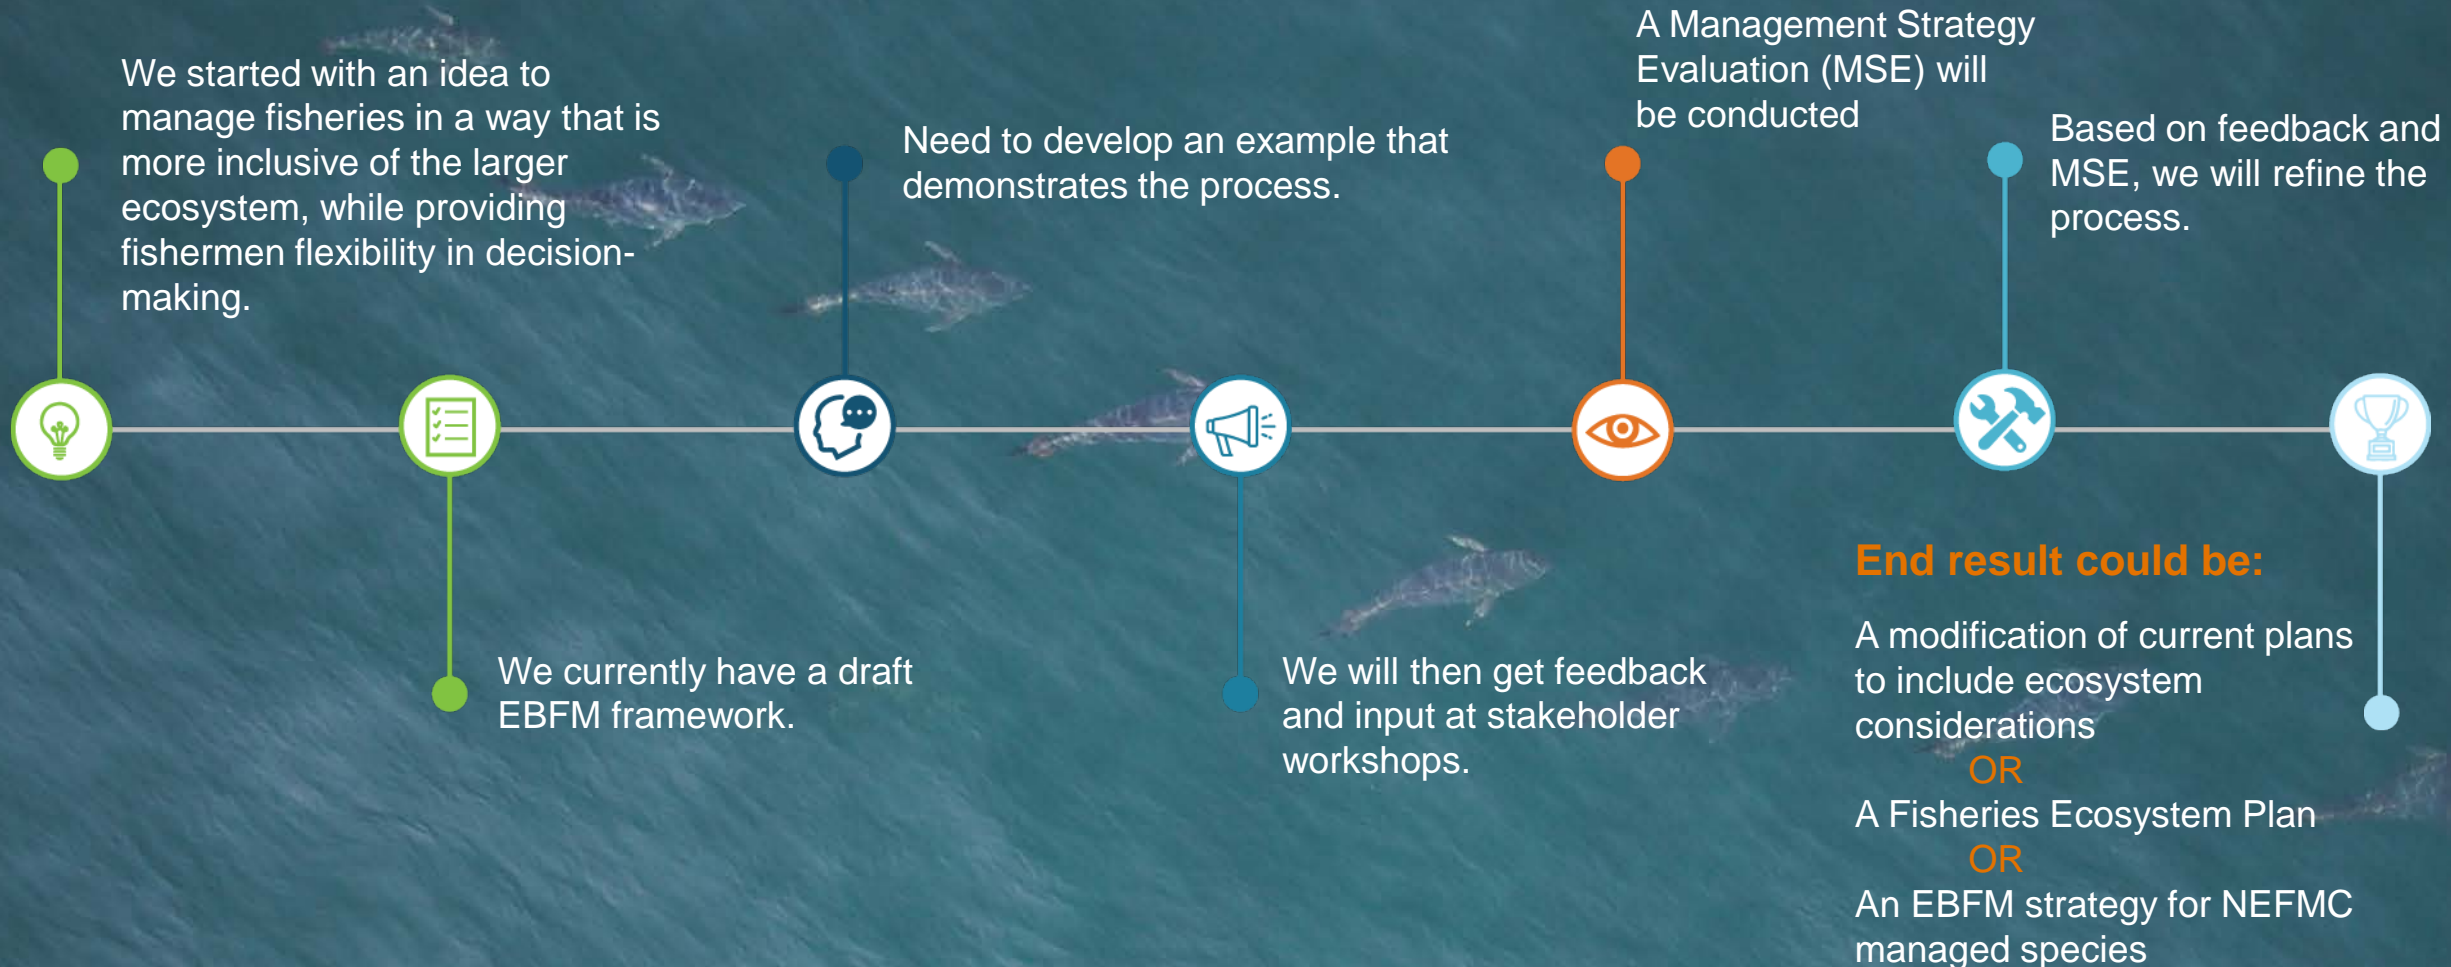 We started with an idea to
manage fisheries in a way that is
more inclusive of the larger
ecosystem, while providing
fishermen flexibility in decision-
making.
We currently have a draft
EBFM framework.
Need to develop an example that
demonstrates the process.
We will then get feedback
and input at stakeholder
workshops.
A Management Strategy
Evaluation (MSE) will
be conducted
Based on feedback and
MSE, we will refine the
process.
End result could be:
A modification of current plans
to include ecosystem
considerations
OR
A Fisheries Ecosystem Plan
OR
An EBFM strategy for NEFMC
managed species